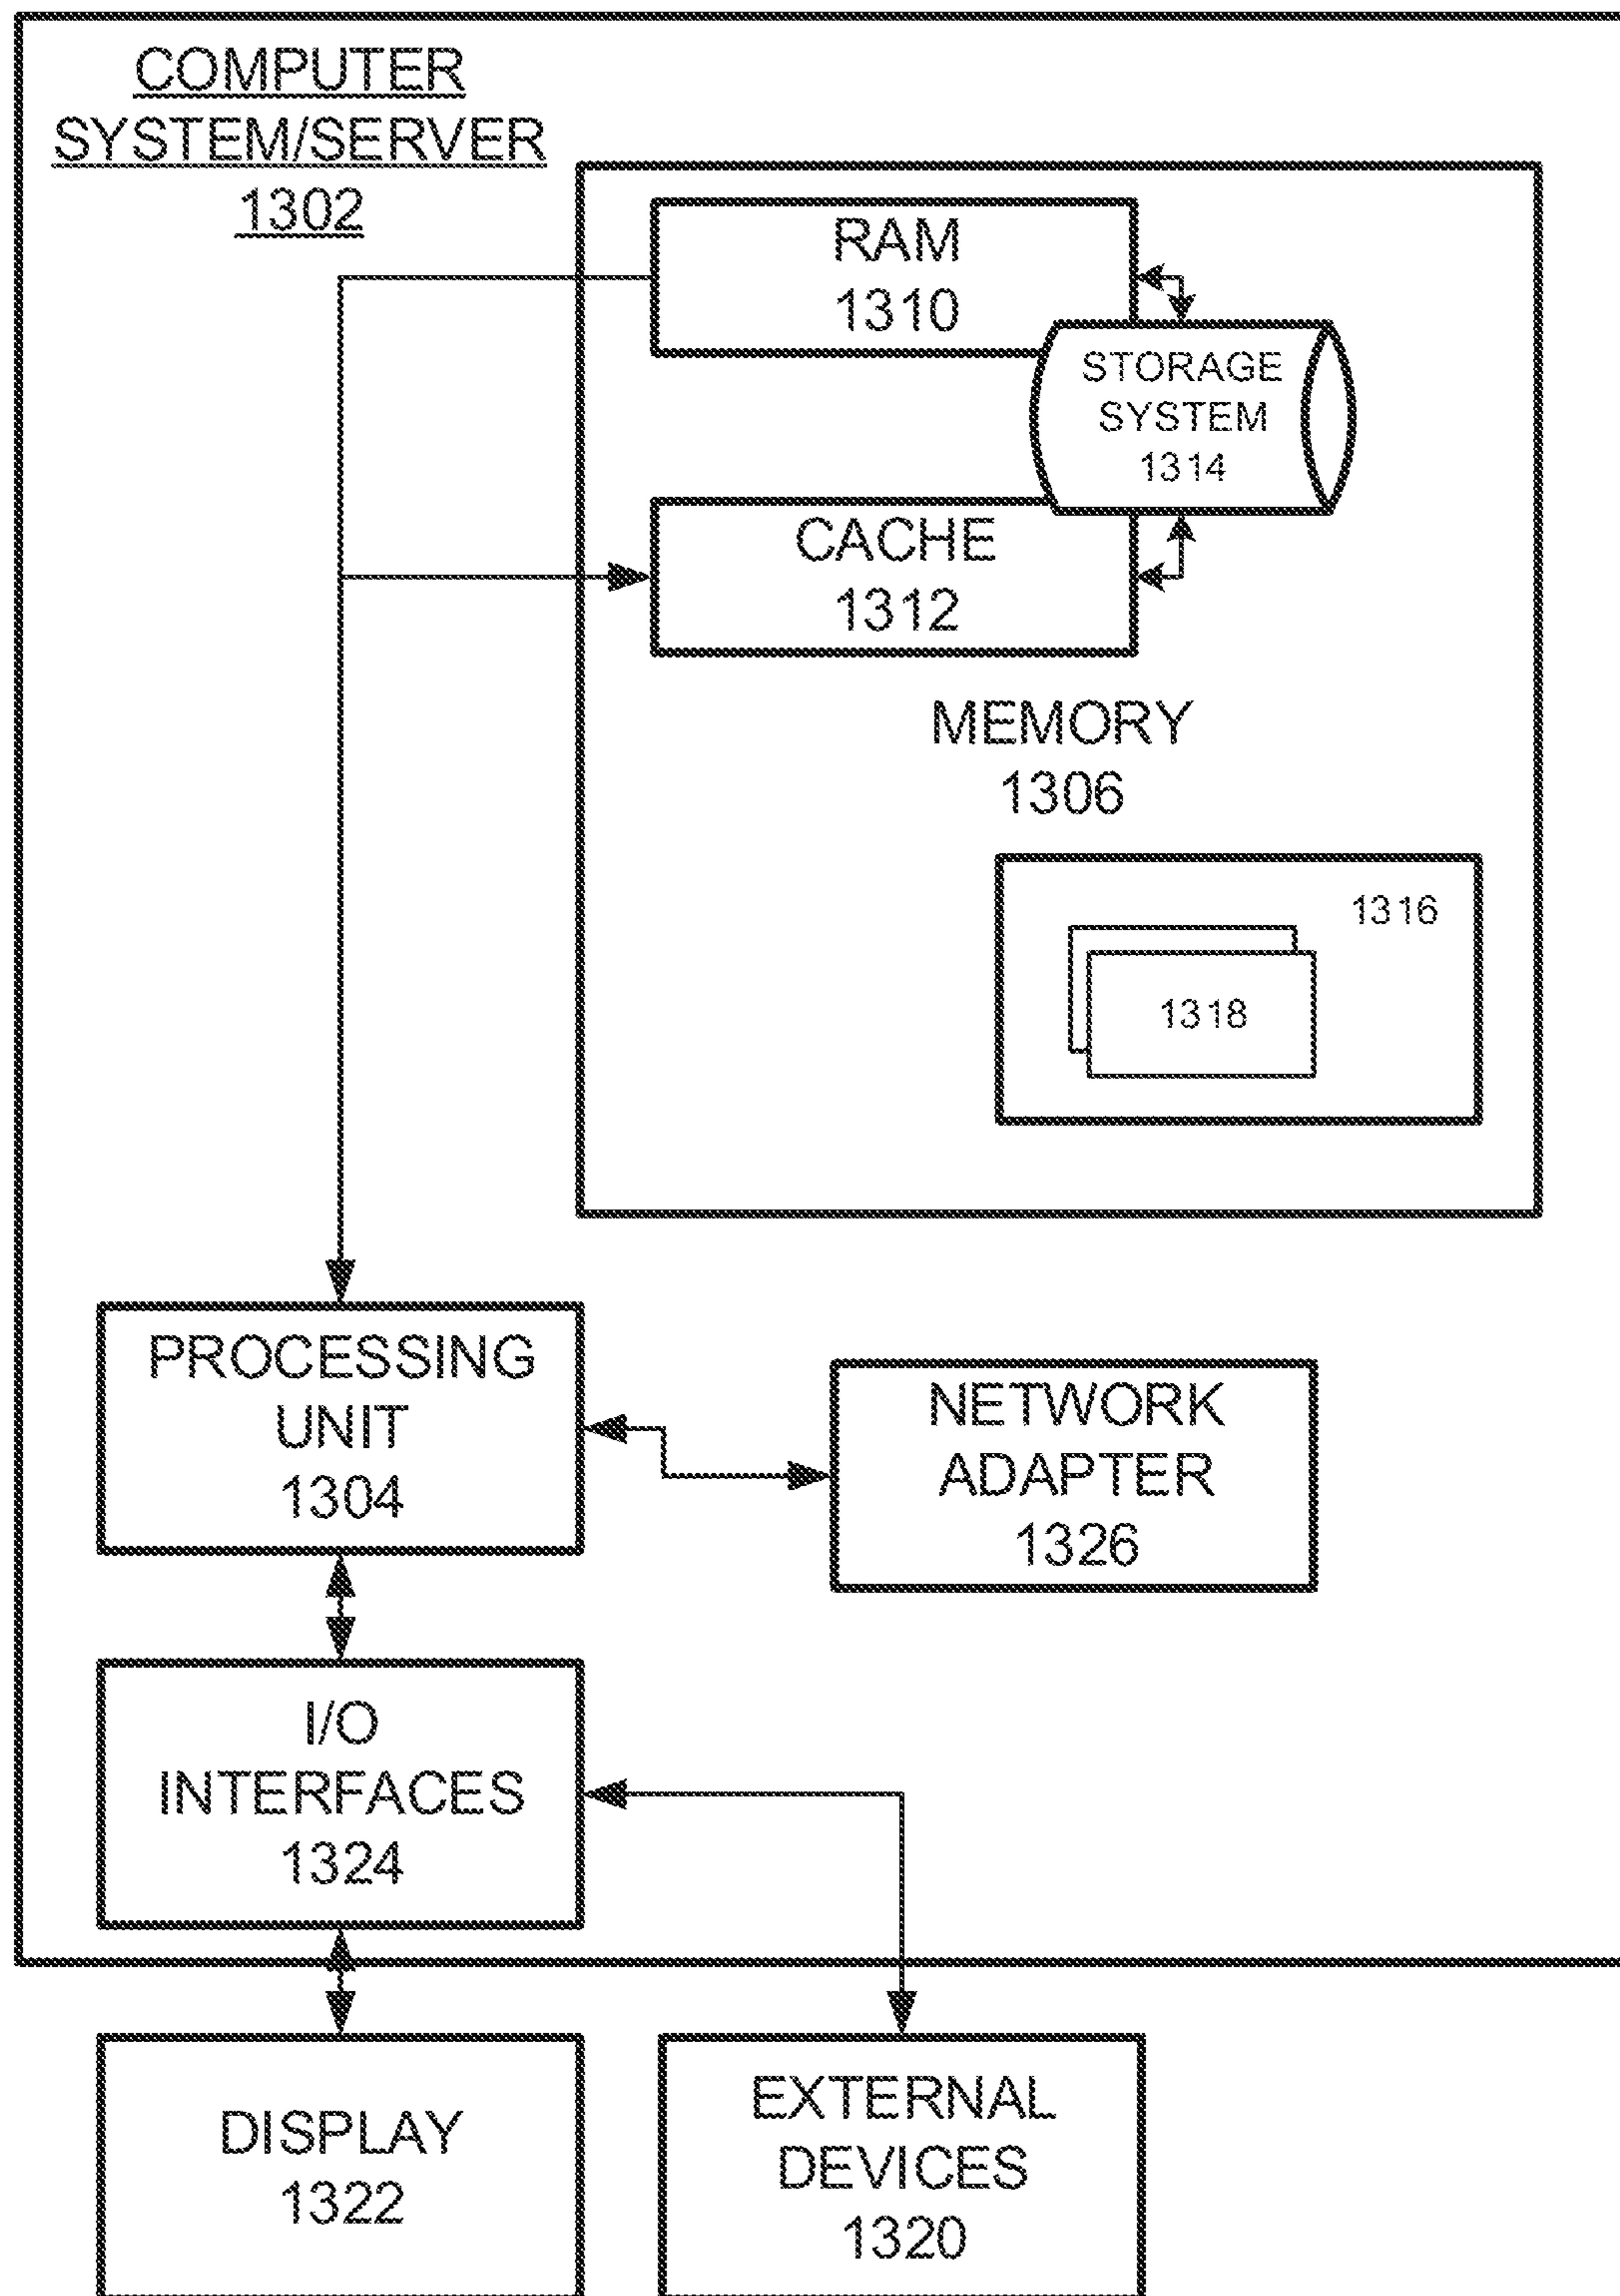 COMPUTER
SYSTEM/SERVER
1302
RAM
1310
STORAGE
SYSTEM
1314
CACHE
1312
MEMORY
1306
1316
1318
PROCESSING
UNIT
1304
NETWORK
ADAPTER
1326
I/O
INTERFACES
1324
DISPLAY
1322
EXTERNAL
DEVICES
1320